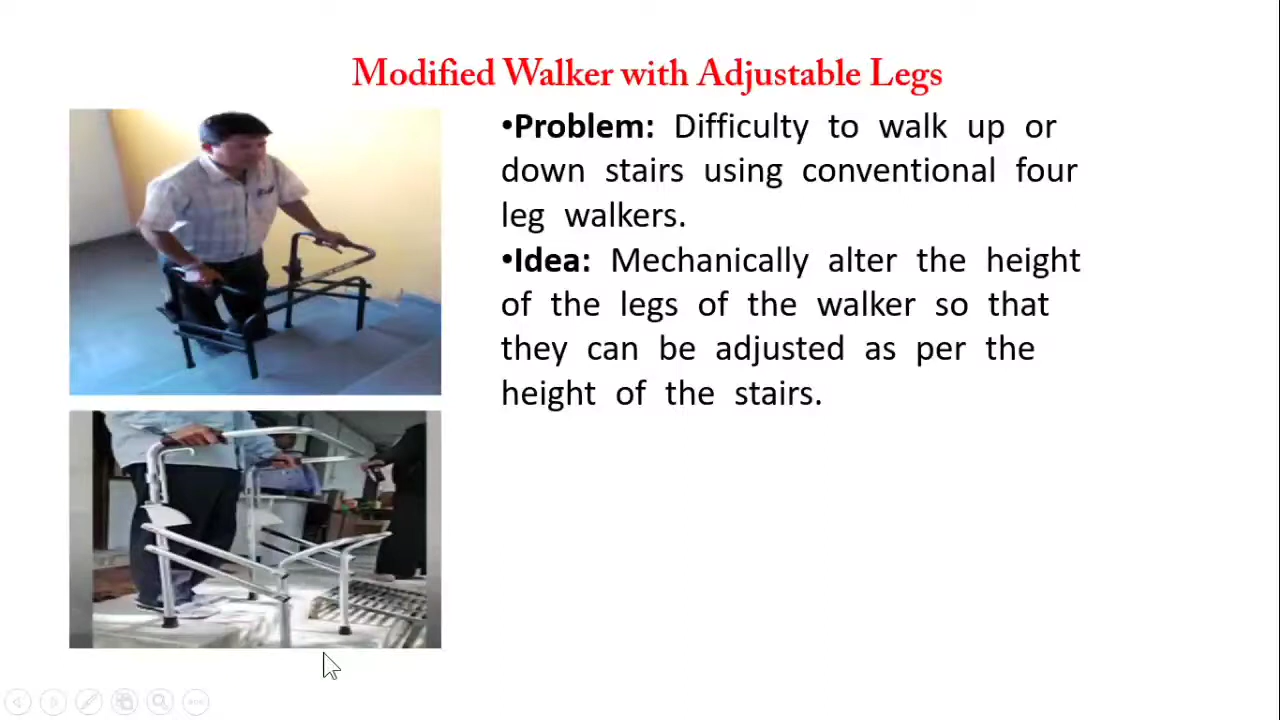 Modified Walker with Adjustable Legs
•Problem: Difficulty to walk up or
down stairs using conventional four
leg walkers.
•Idea: Mechanically alter the height
of the legs of the walker so that
they can be adjusted as per the
height of the stairs.